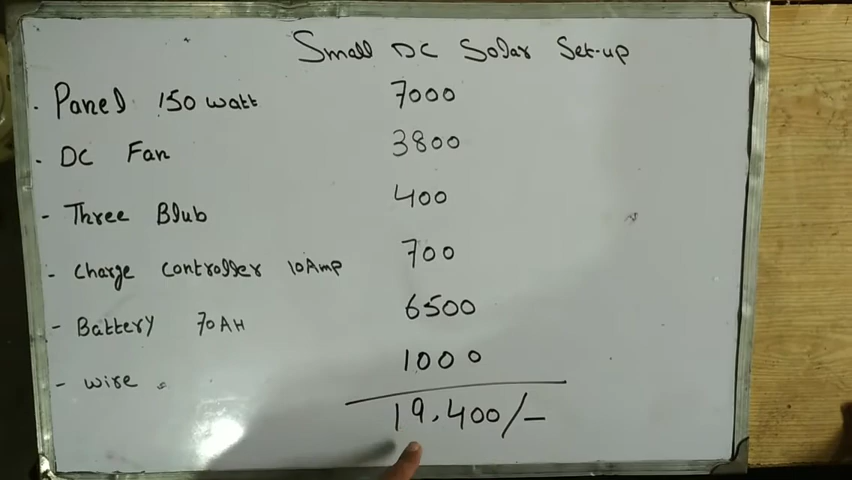 Small DC Solar Set-up
- Panel 150 watt 7000
- DC Fan 3800
- Three Blub 400
- Charge Controller 10Amp 700
- Battery 70AH 6500
- wire 1000
19,400/-